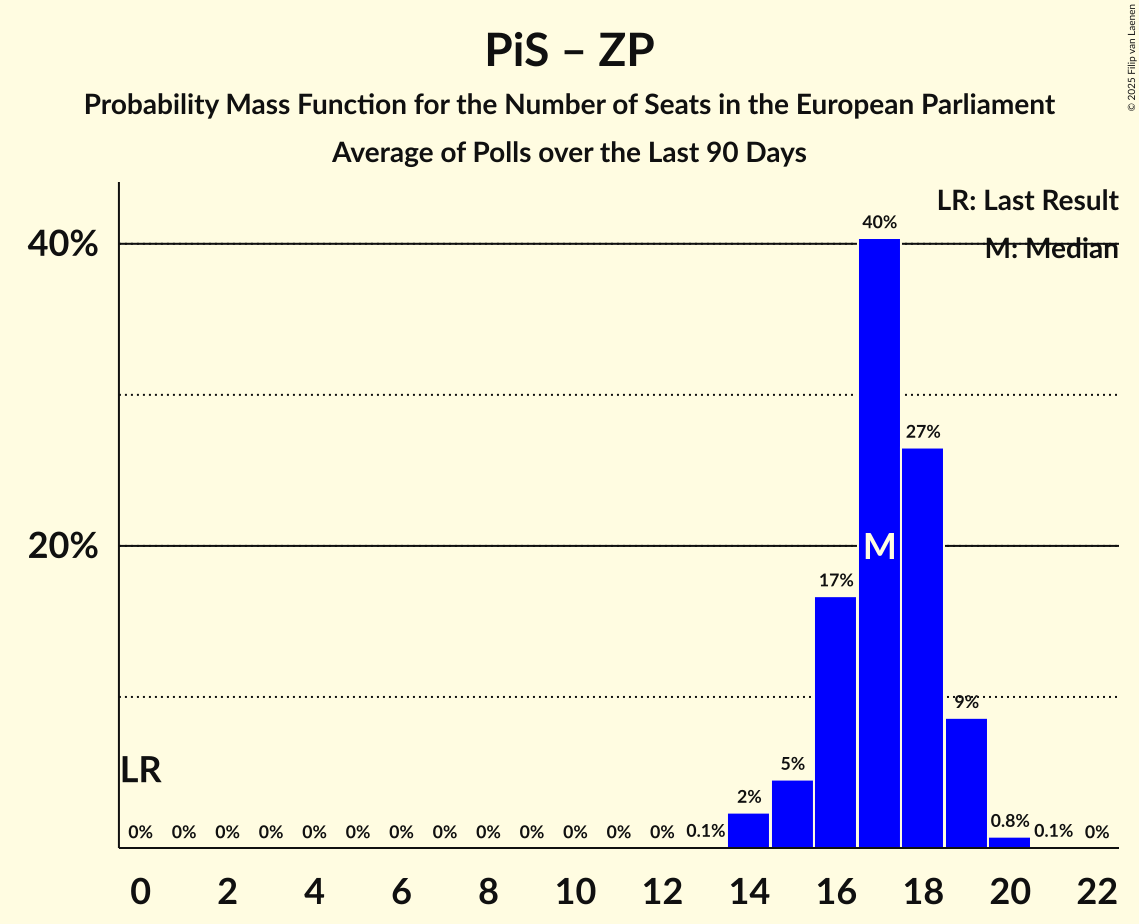 PiS – ZP
Probability Mass Function for the Number of Seats in the European Parliament
Average of Polls over the Last 90 Days
© 2025 Filip van Laenen
LR: Last Result
M: Median
40%
20%
40%
27%
M
17%
9%
LR
5%
2%
0% 0% 0% 0% 0% 0% 0% 0% 0% 0% 0% 0% 0% 0.1% 0.8% 0.1% 0%
0 2 4 6 8 10 12 14 16 18 20 22